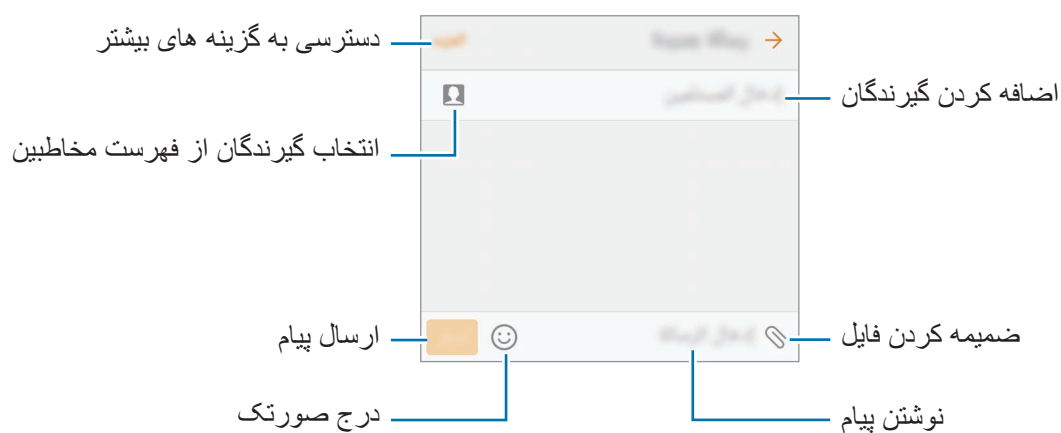 دسترسی به گزینه های بیشتر
اضافه کردن گیرندگان
انتخاب گیرندگان از فهرست مخاطبین
ضمیمه کردن فایل
ارسال پیام
نوشتن پیام
درج صورتک